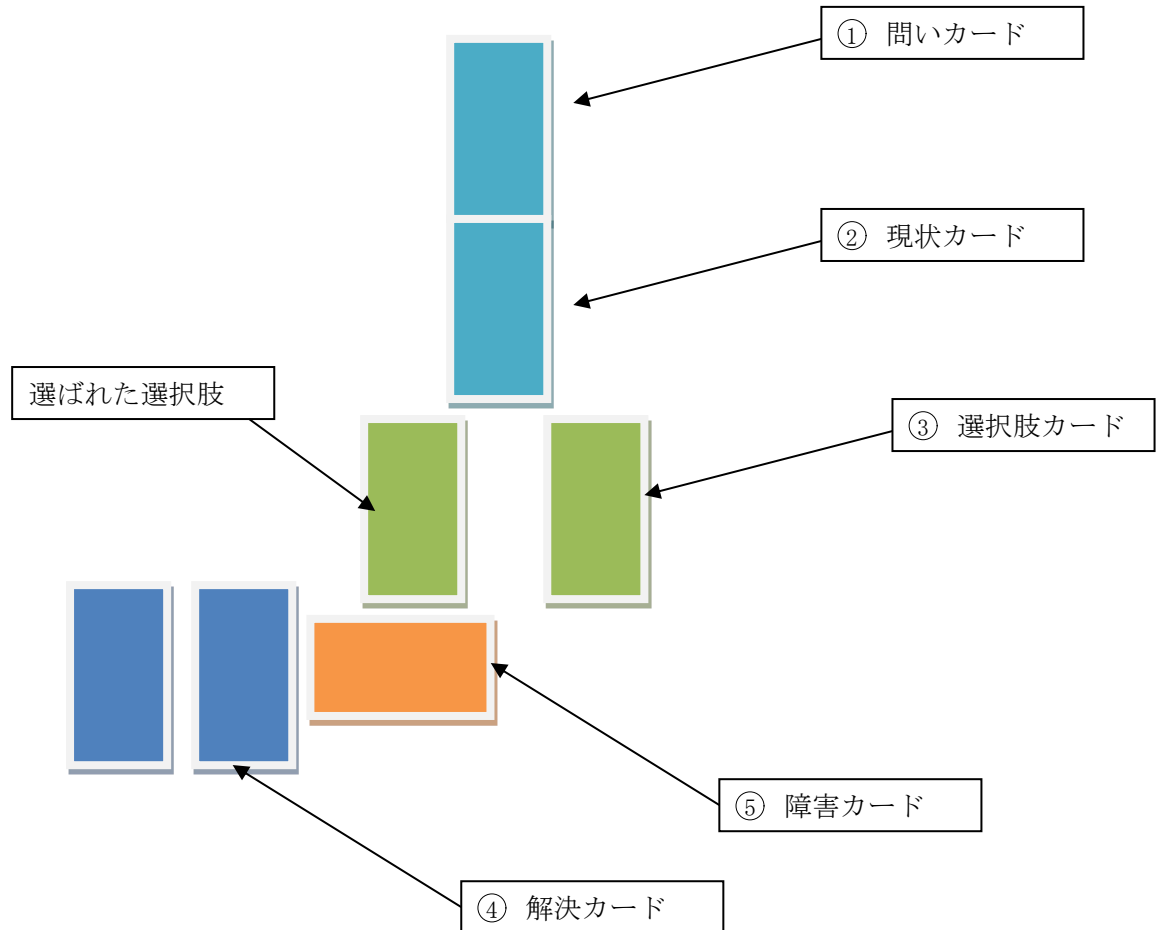 ① 問いカード
② 現状カード
選ばれた選択肢
③ 選択肢カード
⑤ 障害カード
④ 解決カード